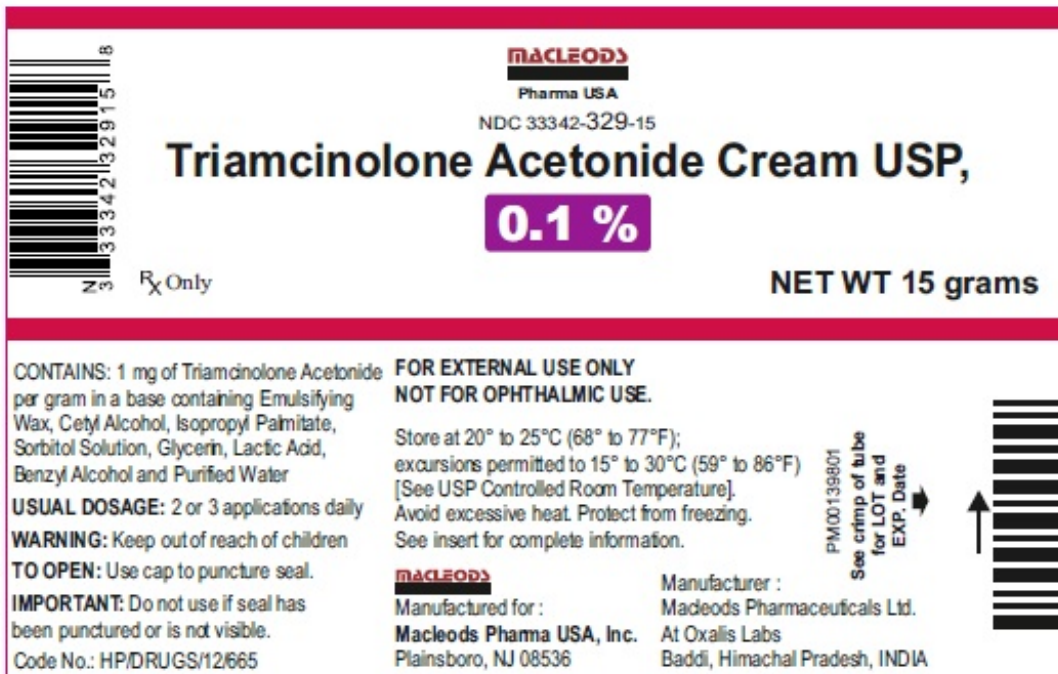 MACLEODS
Pharma USA
NDC 33342-329-15
Triamcinolone Acetonide Cream USP,
0.1 %
Rx Only
NET WT 15 grams
N 3 33342 32915 8
CONTAINS: 1 mg of Triamcinolone Acetonide
per gram in a base containing Emulsifying
Wax, Cetyl Alcohol, Isopropyl Palmitate,
Sorbitol Solution, Glycerin, Lactic Acid,
Benzyl Alcohol and Purified Water
USUAL DOSAGE: 2 or 3 applications daily
WARNING: Keep out of reach of children
TO OPEN: Use cap to puncture seal.
IMPORTANT: Do not use if seal has
been punctured or is not visible.
Code No.: HP/DRUGS/12/665
FOR EXTERNAL USE ONLY
NOT FOR OPHTHALMIC USE.
Store at 20° to 25°C (68° to 77°F);
excursions permitted to 15° to 30°C (59° to 86°F)
[See USP Controlled Room Temperature].
Avoid excessive heat. Protect from freezing.
See insert for complete information.
MACLEODS
Manufactured for :
Macleods Pharma USA, Inc.
Plainsboro, NJ 08536
Manufacturer :
Macleods Pharmaceuticals Ltd.
At Oxalis Labs
Baddi, Himachal Pradesh, INDIA
PM00139801
See crimp of tube
for LOT and
EXP. Date